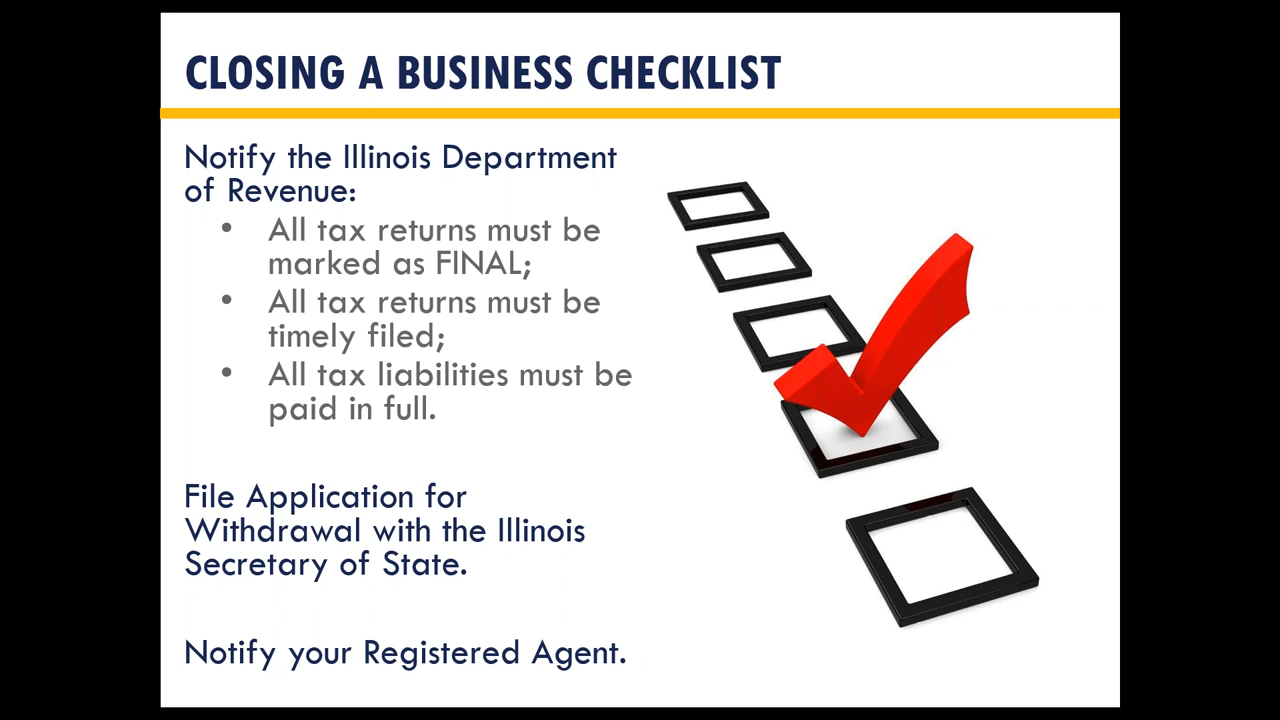 CLOSING A BUSINESS CHECKLIST
Notify the Illinois Department
of Revenue:
• All tax returns must be
marked as FINAL;
• All tax returns must be
timely filed;
• All tax liabilities must be
paid in full.
File Application for
Withdrawal with the Illinois
Secretary of State.
Notify your Registered Agent.